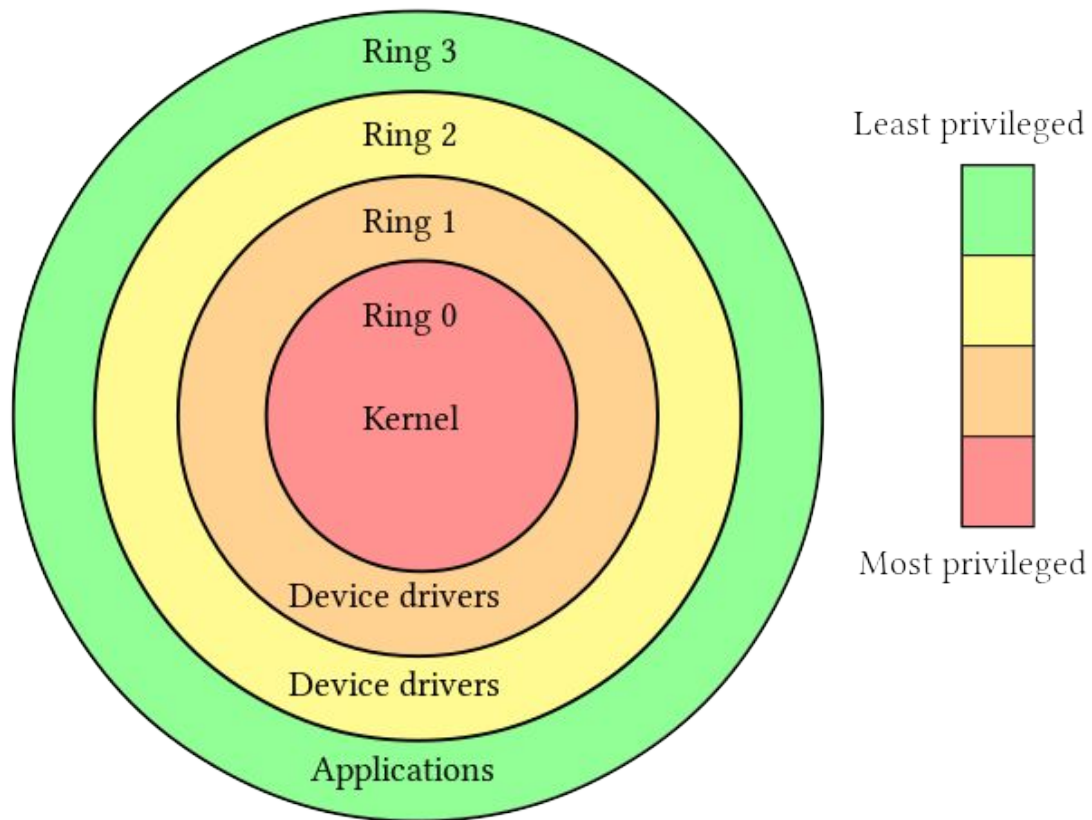 Ring 3
Least privileged
Ring 2
Ring 1
Ring 0
Kernel
Most privileged
Device drivers
Device drivers
Applications